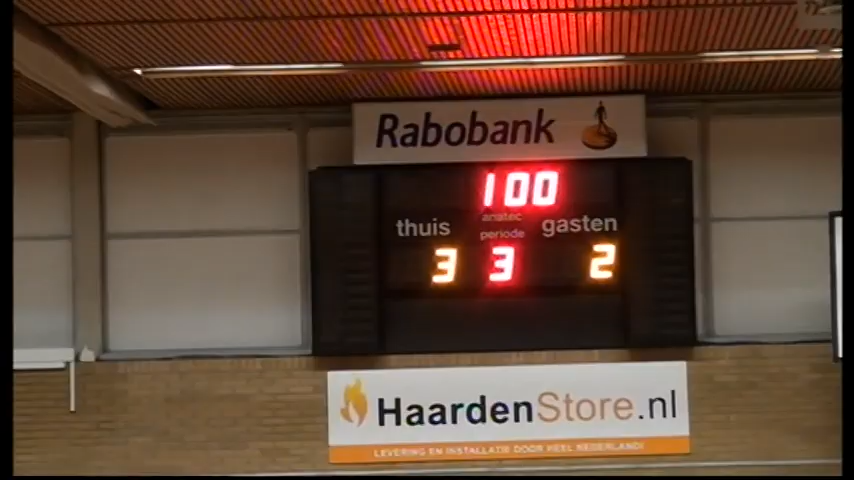 RaboBank
100
anatec
thuis periode gasten
3 3 2
HaardenStore.nl
LEVERING EN INSTALLATIE DOOR HEEL NEDERLAND!